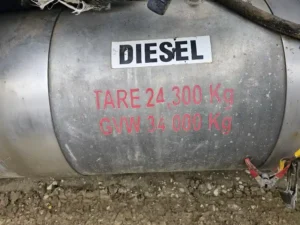 DIESEL
TARE 24,300 Kg
GVW 34.000 Kg